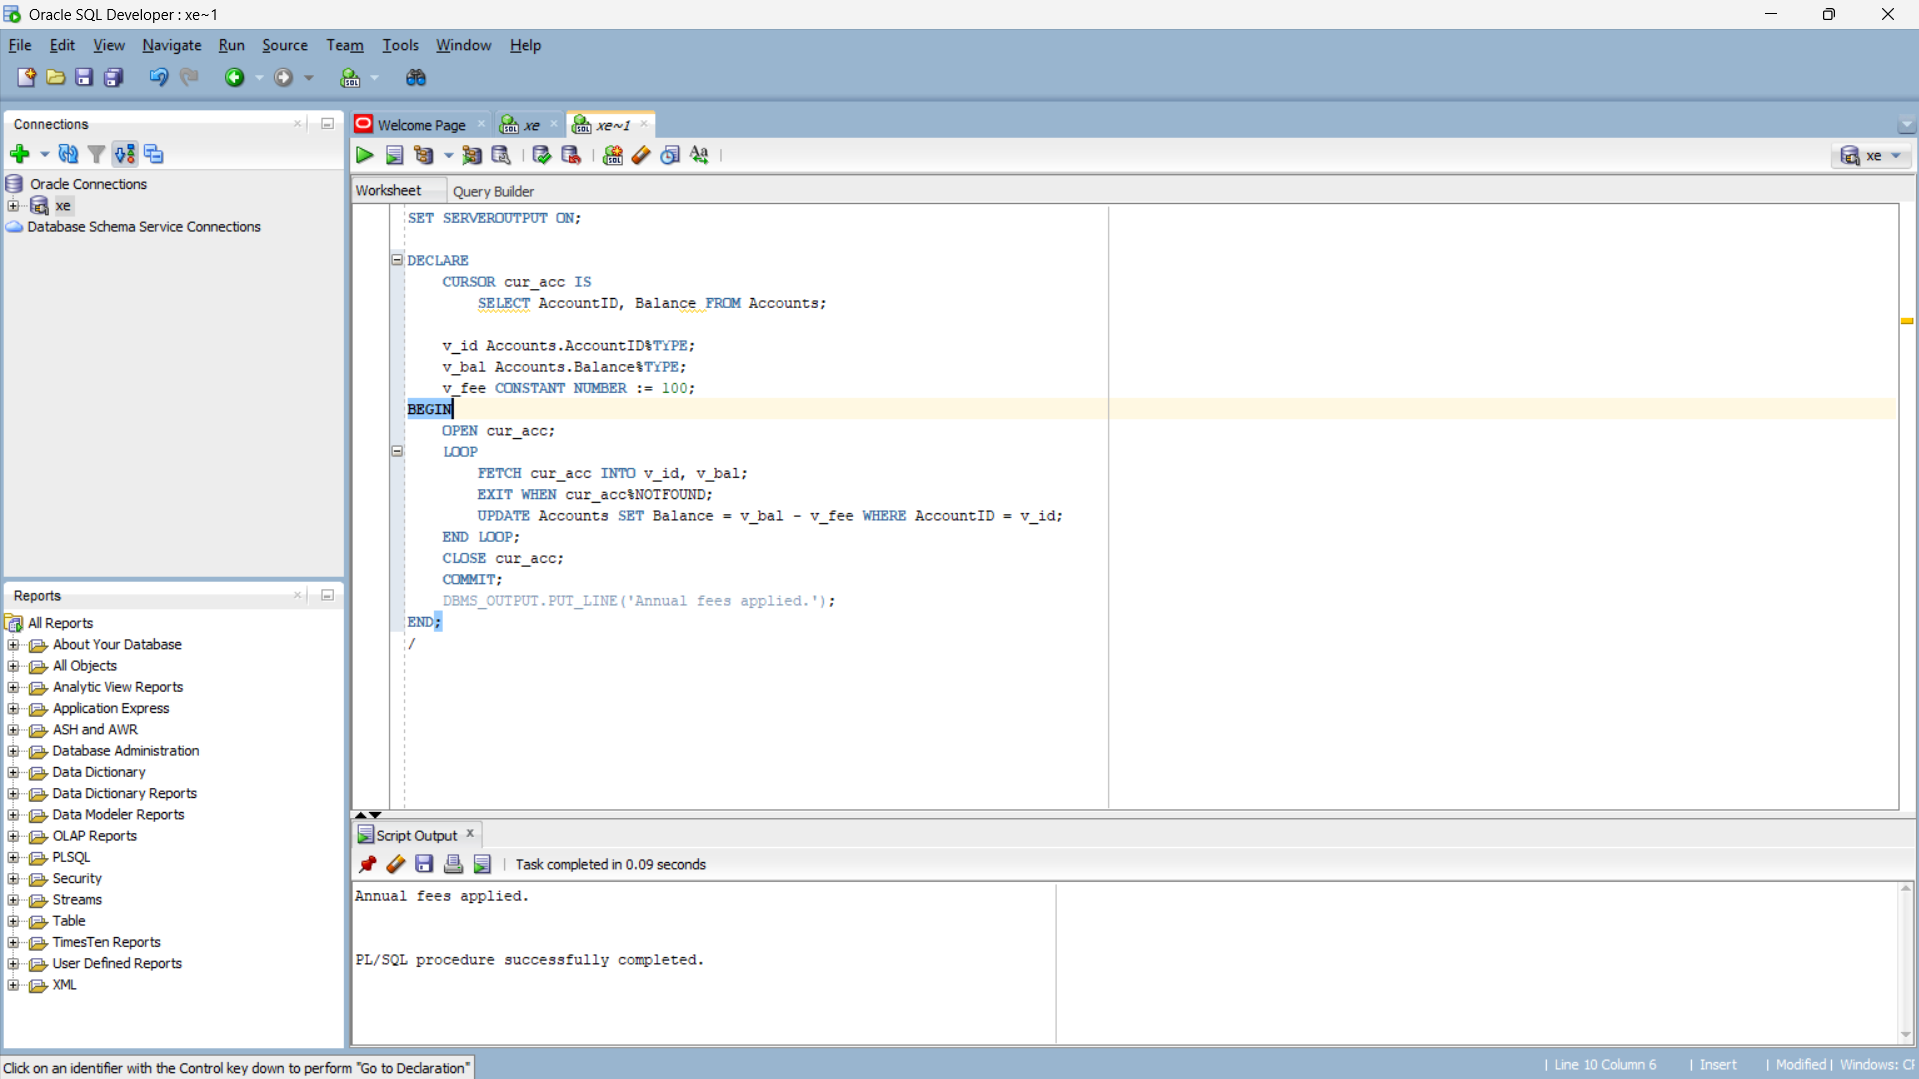 Oracle SQL Developer : xe~1
File Edit View Navigate Run Source Team Tools Window Help
Connections
Oracle Connections
xe
Database Schema Service Connections
Reports
All Reports
About Your Database
All Objects
Analytic View Reports
Application Express
ASH and AWR
Database Administration
Data Dictionary
Data Dictionary Reports
Data Modeler Reports
OLAP Reports
PLSQL
Security
Streams
Table
TimesTen Reports
User Defined Reports
XML
Welcome Page xe xe~1
xe
Worksheet Query Builder
SET SERVEROUTPUT ON;
DECLARE
CURSOR cur_acc IS
SELECT AccountID, Balance FROM Accounts;
v_id Accounts.AccountID%TYPE;
v_bal Accounts.Balance%TYPE;
v_fee CONSTANT NUMBER := 100;
BEGIN
OPEN cur_acc;
LOOP
FETCH cur_acc INTO v_id, v_bal;
EXIT WHEN cur_acc%NOTFOUND;
UPDATE Accounts SET Balance = v_bal - v_fee WHERE AccountID = v_id;
END LOOP;
CLOSE cur_acc;
COMMIT;
DBMS_OUTPUT.PUT_LINE('Annual fees applied.');
END;
/
Script Output
Task completed in 0.09 seconds
Annual fees applied.
PL/SQL procedure successfully completed.
Click on an identifier with the Control key down to perform "Go to Declaration"
Line 10 Column 6 | Insert | Modified | Windows: